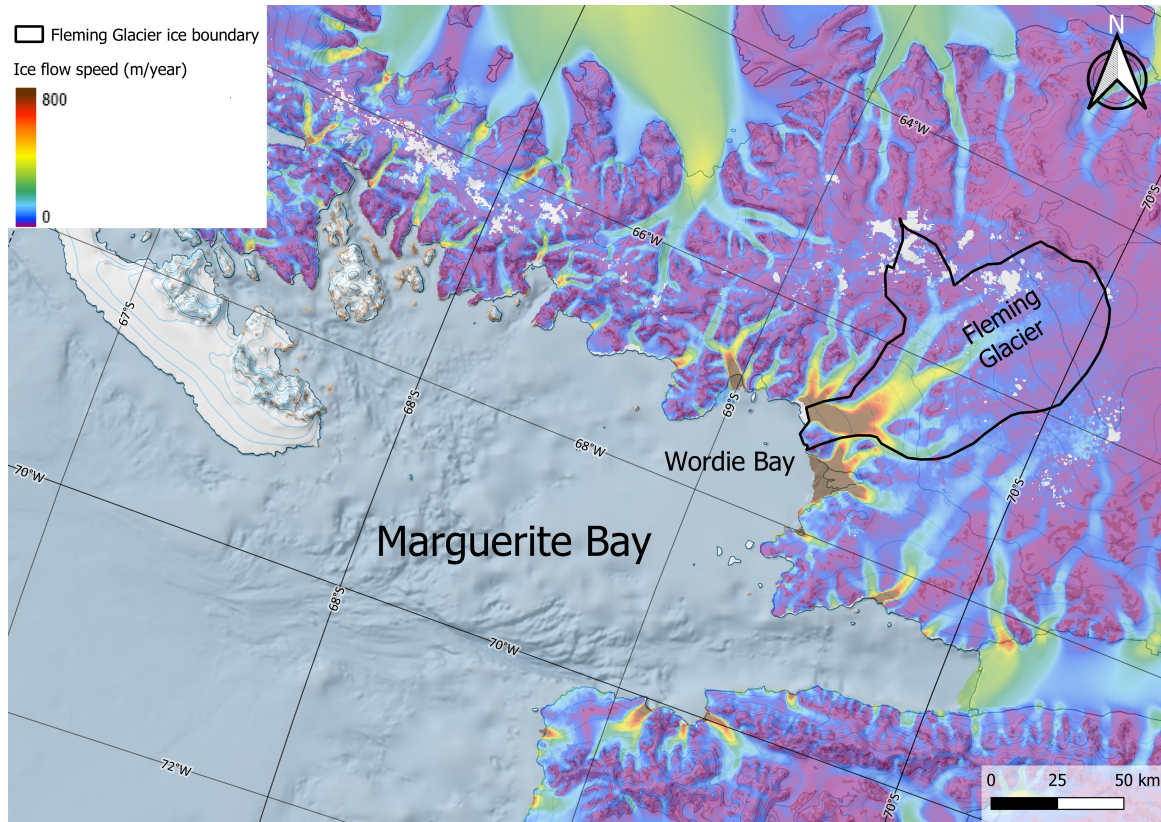 N
Fleming Glacier ice boundary
Ice flow speed (m/year)
800
0
64°W
70°S
66°W
67°S
Fleming
Glacier
68°S
69°S
68°W
Wordie Bay
70°W
70°S
Marguerite Bay
68°S
70°W
72°W
0 25 50 km
70°S